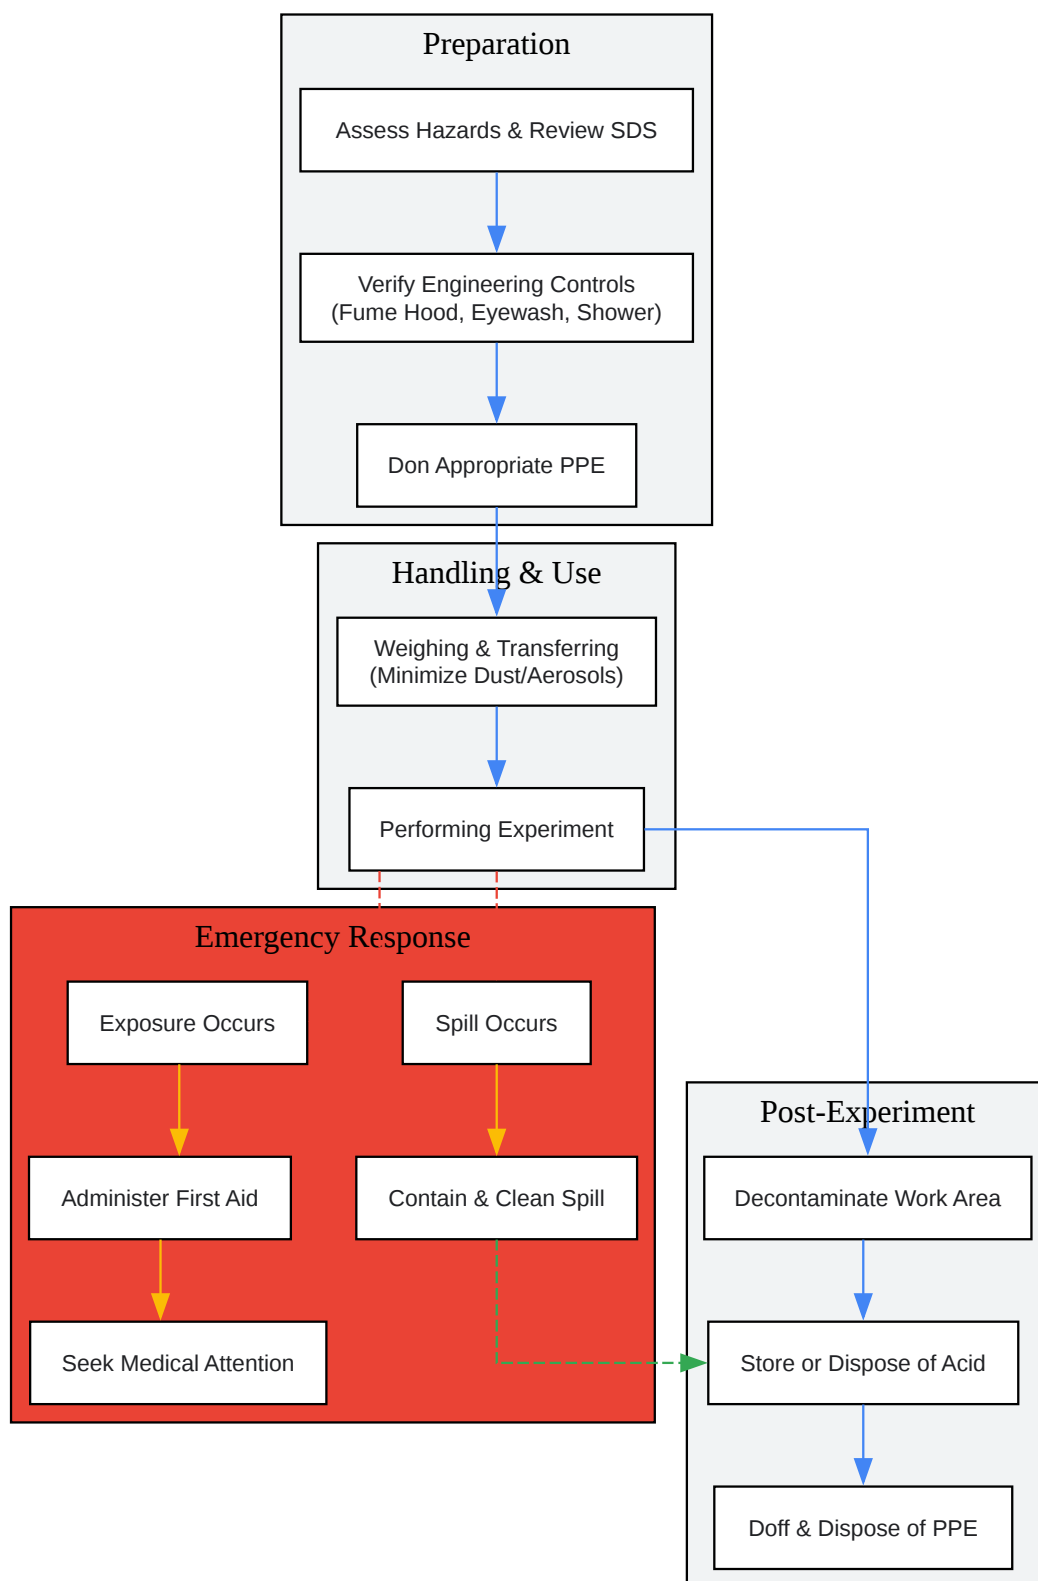 Preparation
Assess Hazards & Review SDS
Verify Engineering Controls
(Fume Hood, Eyewash, Shower)
Don Appropriate PPE
Handling & Use
Weighing & Transferring
(Minimize Dust/Aerosols)
Performing Experiment
Emergency Response
Exposure Occurs
Spill Occurs
Administer First Aid
Contain & Clean Spill
Seek Medical Attention
Post-Experiment
Decontaminate Work Area
Store or Dispose of Acid
Doff & Dispose of PPE